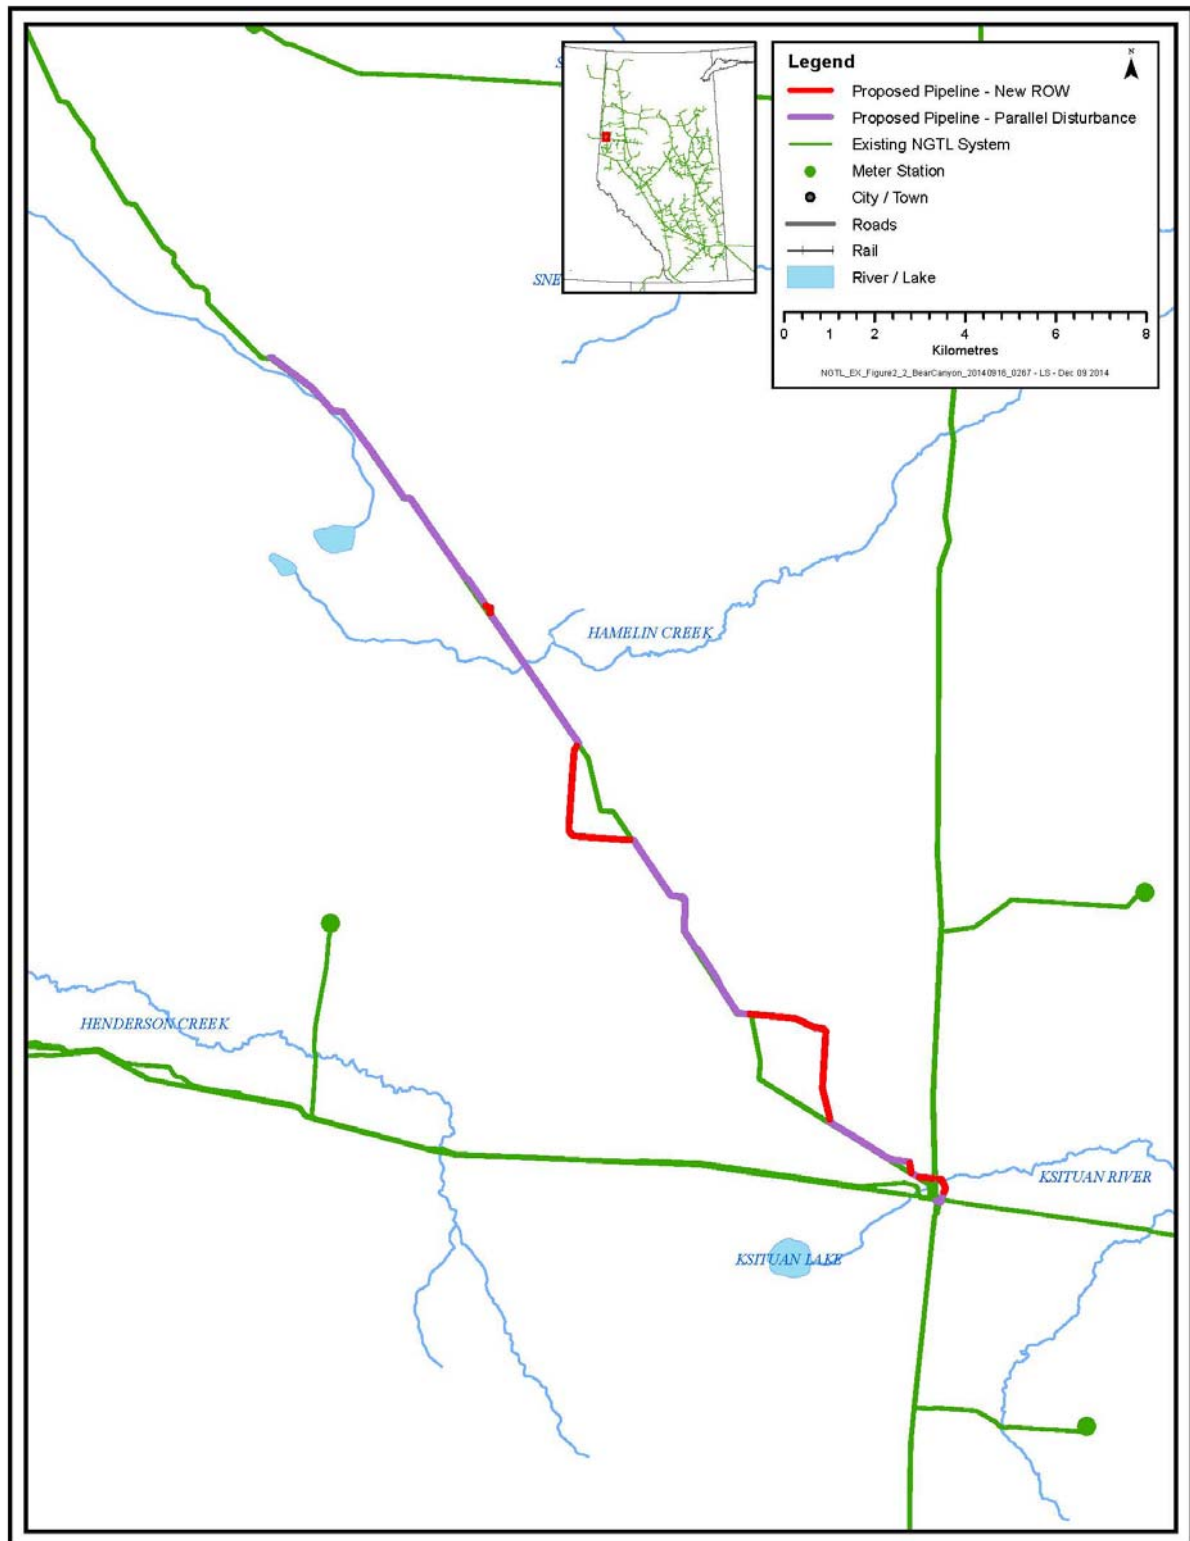 Legend
N
Proposed Pipeline - New ROW
Proposed Pipeline - Parallel Disturbance
Existing NGTL System
Meter Station
City / Town
Roads
Rail
River / Lake
0 1 2 4 6 8
Kilometres
NGTL_EX_Figure2_2_BearCanyon_20140916_0267 - LS - Dec 09 2014
S
SNE
HAMELIN CREEK
HENDERSON CREEK
KSITUAN RIVER
KSITUAN LAKE